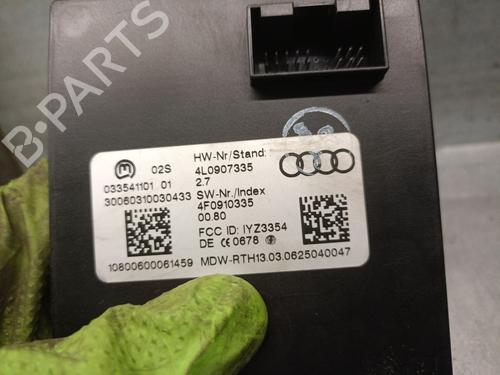 M 02S HW-Nr/Stand:
033541101 01 4L0907335
2.7
30060310030433 SW-Nr./Index
4F0910335
00.80
FCC ID: IYZ3354
DE CE 0678
10800600061459 MDW-RTH13.03.0625040047
B-PARTS